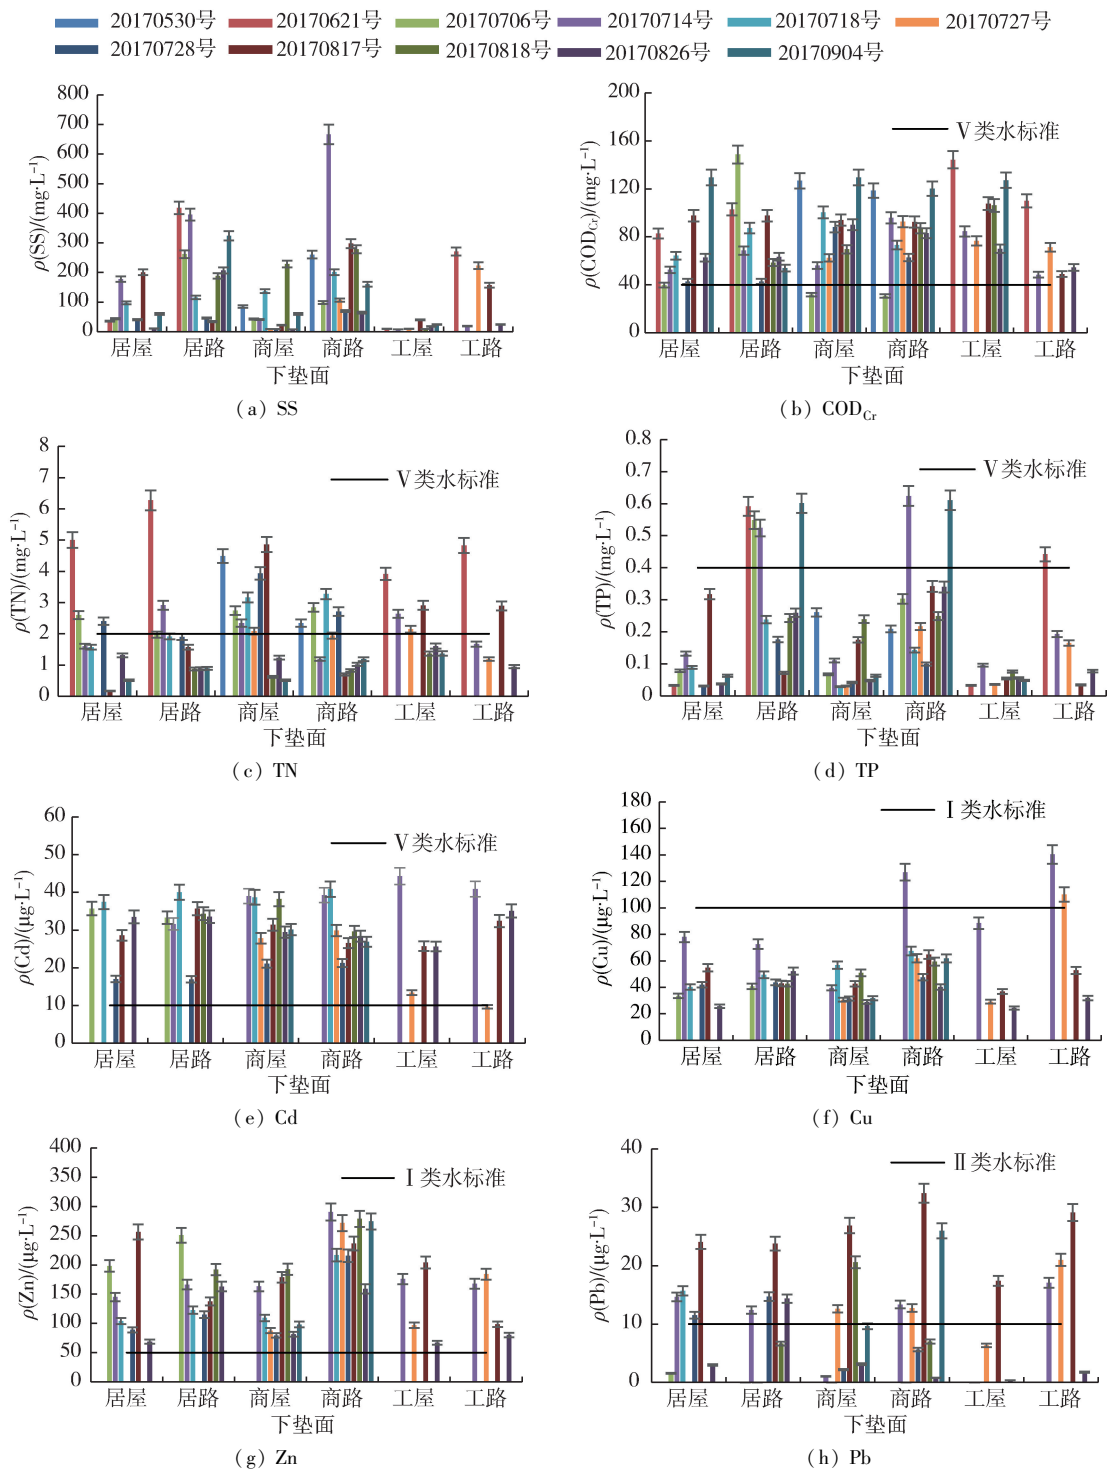 20170530号 20170621号 20170706号 20170714号 20170718号 20170727号
20170728号 20170817号 20170818号 20170826号 20170904号
ρ(SS)/(mg·L⁻¹)
800
700
600
500
400
300
200
100
0
居屋 居路 商屋 商路 工屋 工路
下垫面
(a) SS
ρ(COD_Cr)/(mg·L⁻¹)
200
160
120
80
40
0
Ⅴ类水标准
居屋 居路 商屋 商路 工屋 工路
下垫面
(b) COD_Cr
ρ(TN)/(mg·L⁻¹)
8
7
6
5
4
3
2
1
0
Ⅴ类水标准
居屋 居路 商屋 商路 工屋 工路
下垫面
(c) TN
ρ(TP)/(mg·L⁻¹)
0.8
0.7
0.6
0.5
0.4
0.3
0.2
0.1
0
Ⅴ类水标准
居屋 居路 商屋 商路 工屋 工路
下垫面
(d) TP
ρ(Cd)/(μg·L⁻¹)
60
50
40
30
20
10
0
Ⅴ类水标准
居屋 居路 商屋 商路 工屋 工路
下垫面
(e) Cd
ρ(Cu)/(μg·L⁻¹)
180
160
140
120
100
80
60
40
20
0
Ⅰ类水标准
居屋 居路 商屋 商路 工屋 工路
下垫面
(f) Cu
ρ(Zn)/(μg·L⁻¹)
400
350
300
250
200
150
100
50
0
Ⅰ类水标准
居屋 居路 商屋 商路 工屋 工路
下垫面
(g) Zn
ρ(Pb)/(μg·L⁻¹)
40
30
20
10
0
Ⅱ类水标准
居屋 居路 商屋 商路 工屋 工路
下垫面
(h) Pb